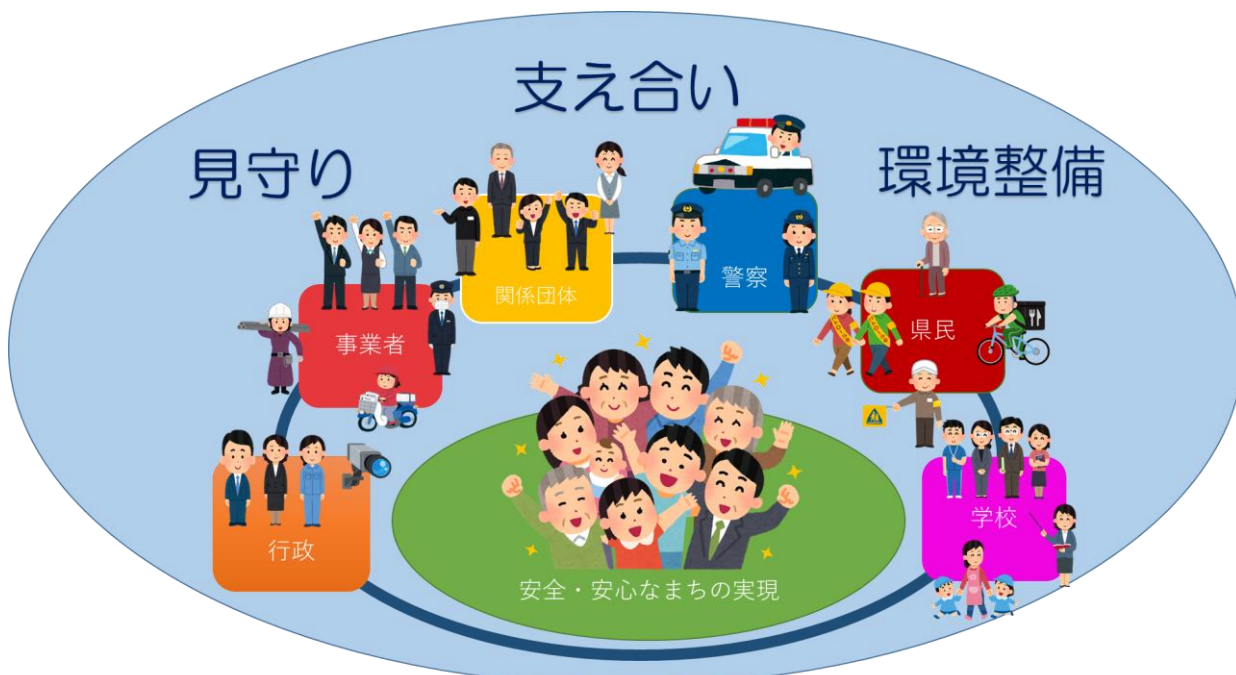 支え合い
見守り
環境整備
関係団体
警察
事業者
県民
行政
学校
安全・安心なまちの実現